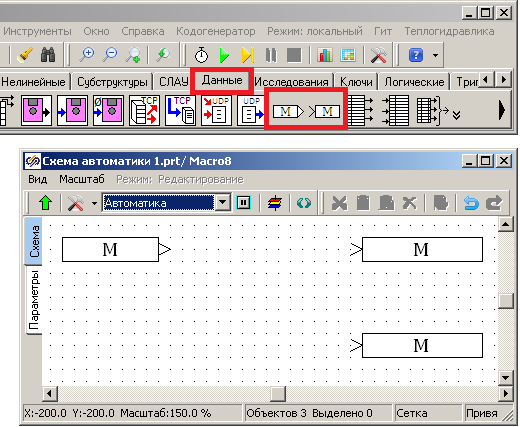 Инструменты Окно Справка Кодогенератор Режим: локальный Гит Теплогидравлика
Нелинейные Субструктуры СЛАУ Данные Исследования Ключи Логические Три
TCP TCP UDP UDP M M
Схема автоматики 1.prt/ Macro8
Вид Масштаб Режим: Редактирование
Автоматика
Схема
Параметры
M M
M
X:-200.0 Y:-200.0 Масштаб:150.0 % Объектов 3 Выделено 0 Сетка Привя